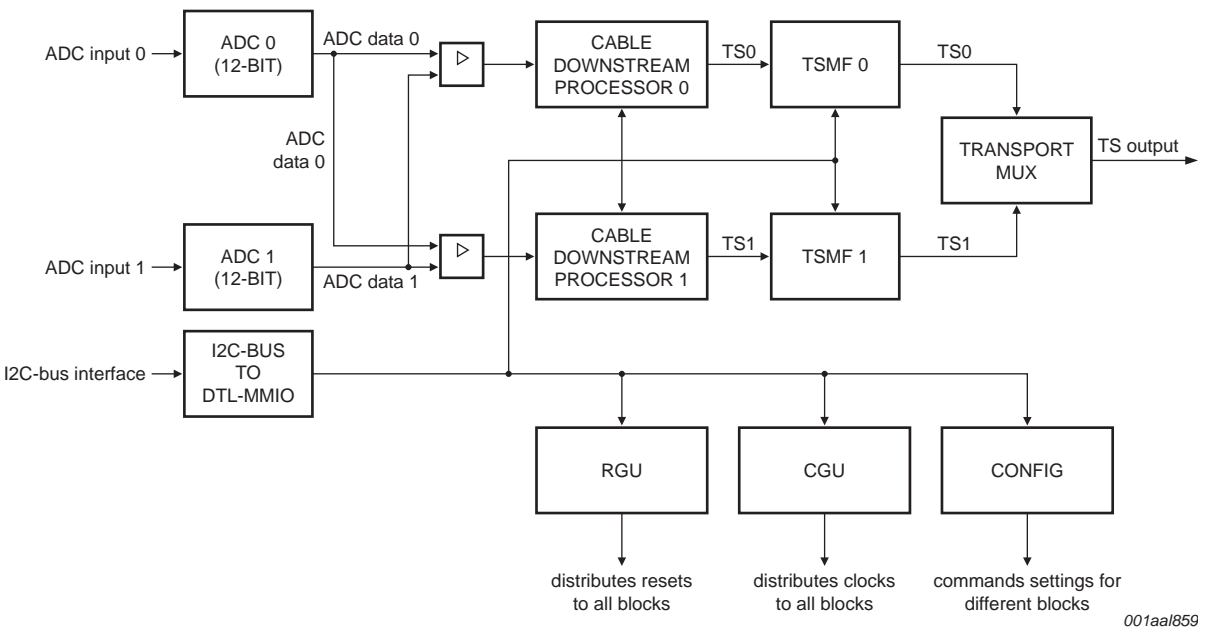 ADC input 0
ADC 0
(12-BIT)
ADC data 0
CABLE
DOWNSTREAM
PROCESSOR 0
TS0
TSMF 0
TS0
ADC
data 0
TRANSPORT
MUX
TS output
ADC input 1
ADC 1
(12-BIT)
ADC data 1
CABLE
DOWNSTREAM
PROCESSOR 1
TS1
TSMF 1
TS1
I2C-bus interface
I2C-BUS
TO
DTL-MMIO
RGU
CGU
CONFIG
distributes resets
to all blocks
distributes clocks
to all blocks
commands settings for
different blocks
001aal859